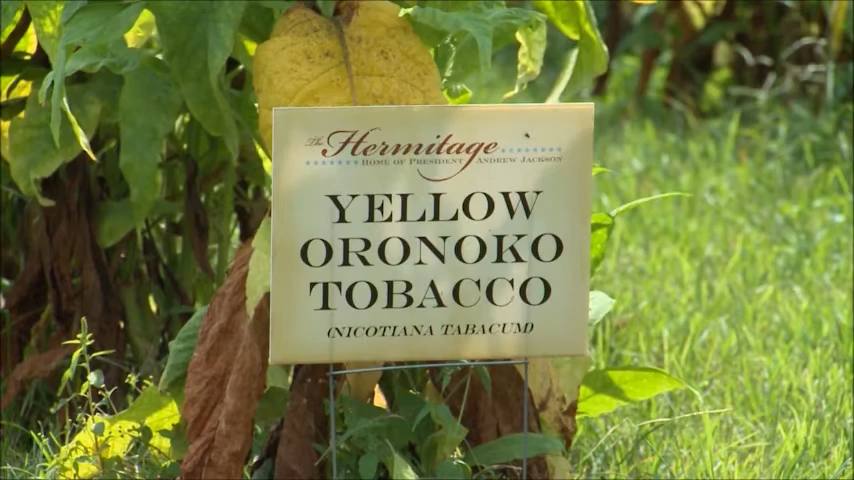 The Hermitage
HOME OF PRESIDENT ANDREW JACKSON
YELLOW
ORONOKO
TOBACCO
(NICOTIANA TABACUM)